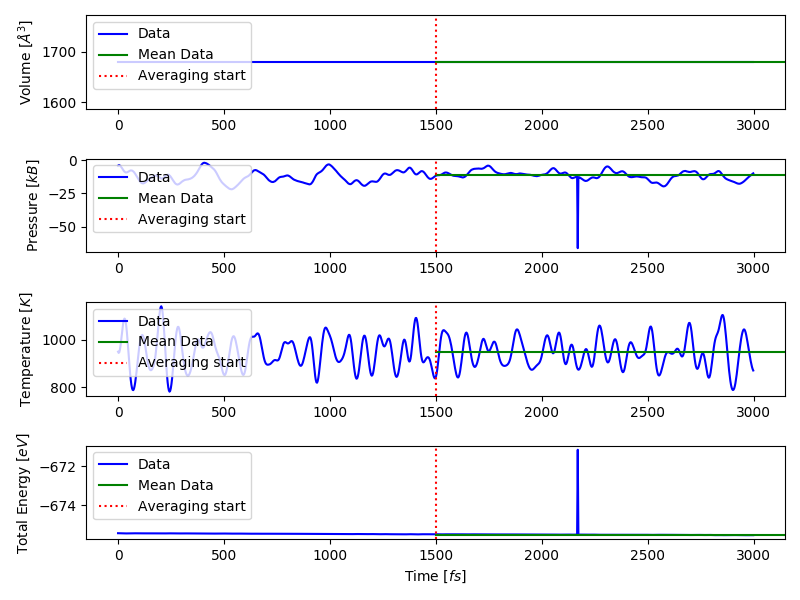 Volume [Å³]
1700
1600
Data
Mean Data
Averaging start
0 500 1000 1500 2000 2500 3000
Pressure [kB]
0
−25
−50
Data
Mean Data
Averaging start
0 500 1000 1500 2000 2500 3000
Temperature [K]
1000
800
Data
Mean Data
Averaging start
0 500 1000 1500 2000 2500 3000
Total Energy [eV]
−672
−674
Data
Mean Data
Averaging start
0 500 1000 1500 2000 2500 3000
Time [fs]